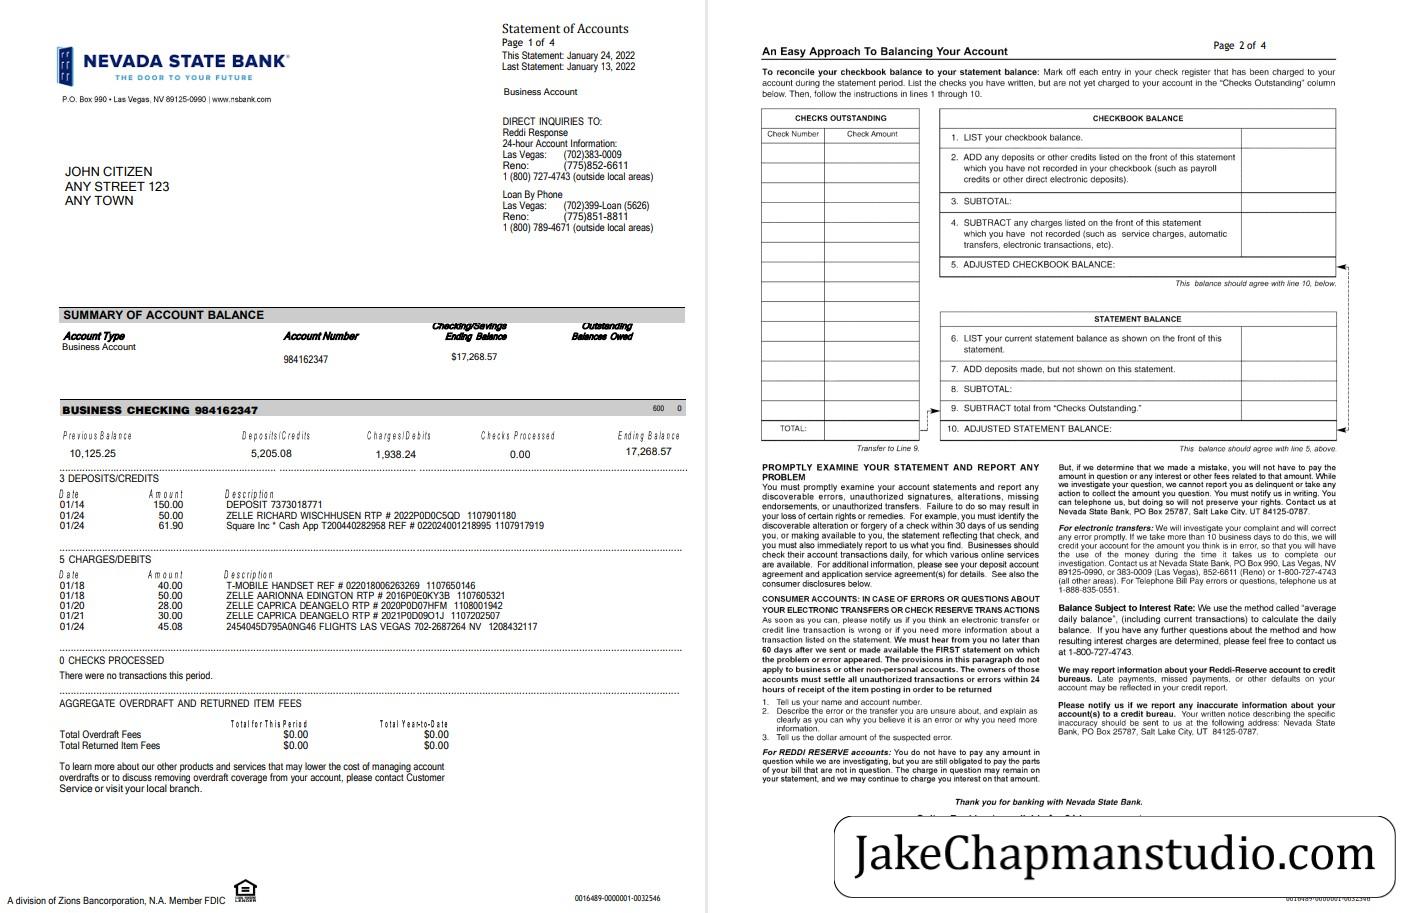 Statement of Accounts
Page 1 of 4
This Statement: January 24, 2022
Last Statement: January 13, 2022
NEVADA STATE BANK®
THE DOOR TO YOUR FUTURE
P.O. Box 990 • Las Vegas, NV 89125-0990 | www.nsbank.com
Business Account
DIRECT INQUIRIES TO:
Reddi Response
24-hour Account Information:
Las Vegas: (702)383-0009
Reno: (775)852-6611
1 (800) 727-4743 (outside local areas)
JOHN CITIZEN
ANY STREET 123
ANY TOWN
Loan By Phone
Las Vegas: (702)399-Loan (5626)
Reno: (775)851-8811
1 (800) 789-4671 (outside local areas)
SUMMARY OF ACCOUNT BALANCE
Account Type Account Number Checking/Savings Ending Balance Outstanding Balances Owed
Business Account
984162347 $17,268.57
BUSINESS CHECKING 984162347 600 0
Previous Balance Deposits/Credits Charges/Debits Checks Processed Ending Balance
10,125.25 5,205.08 1,938.24 0.00 17,268.57
3 DEPOSITS/CREDITS
Date Amount Description
01/14 150.00 DEPOSIT 7373018771
01/24 50.00 ZELLE RICHARD WISCHHUSEN RTP # 2022P0D0C5QD 1107901180
01/24 61.90 Square Inc * Cash App T200440282958 REF # 022024001218995 1107917919
5 CHARGES/DEBITS
Date Amount Description
01/18 40.00 T-MOBILE HANDSET REF # 022018006263269 1107650146
01/18 50.00 ZELLE AARIONNA EDINGTON RTP # 2016P0E0KY3B 1107605321
01/20 28.00 ZELLE CAPRICA DEANGELO RTP # 2020P0D07HFM 1108001942
01/21 30.00 ZELLE CAPRICA DEANGELO RTP # 2021P0D09O1J 1107202507
01/24 45.08 2454045D795A0NG46 FLIGHTS LAS VEGAS 702-2687264 NV 1208432117
0 CHECKS PROCESSED
There were no transactions this period.
AGGREGATE OVERDRAFT AND RETURNED ITEM FEES
Total for This Period Total Year-to-Date
Total Overdraft Fees $0.00 $0.00
Total Returned Item Fees $0.00 $0.00
To learn more about our other products and services that may lower the cost of managing account
overdrafts or to discuss removing overdraft coverage from your account, please contact Customer
Service or visit your local branch.
A division of Zions Bancorporation, N.A. Member FDIC
0016489-0000001-0032546
Page 2 of 4
An Easy Approach To Balancing Your Account
To reconcile your checkbook balance to your statement balance: Mark off each entry in your check register that has been charged to your
account during the statement period. List the checks you have written, but are not yet charged to your account in the “Checks Outstanding” column
below. Then, follow the instructions in lines 1 through 10.
CHECKS OUTSTANDING
Check Number Check Amount
TOTAL:
Transfer to Line 9.
CHECKBOOK BALANCE
1. LIST your checkbook balance.
2. ADD any deposits or other credits listed on the front of this statement
which you have not recorded in your checkbook (such as payroll
credits or other direct electronic deposits).
3. SUBTOTAL:
4. SUBTRACT any charges listed on the front of this statement
which you have not recorded (such as service charges, automatic
transfers, electronic transactions, etc).
5. ADJUSTED CHECKBOOK BALANCE:
This balance should agree with line 10, below.
STATEMENT BALANCE
6. LIST your current statement balance as shown on the front of this
statement.
7. ADD deposits made, but not shown on this statement.
8. SUBTOTAL:
9. SUBTRACT total from “Checks Outstanding.”
10. ADJUSTED STATEMENT BALANCE:
This balance should agree with line 5, above.
PROMPTLY EXAMINE YOUR STATEMENT AND REPORT ANY
PROBLEM
You must promptly examine your account statements and report any
discoverable errors, unauthorized signatures, alterations, missing
endorsements, or unauthorized transfers. Failure to do so may result in
your loss of certain rights or remedies. For example, you must identify the
discoverable alteration or forgery of a check within 30 days of us sending
you, or making available to you, the statement reflecting that check, and
you must also immediately report to us what you find. Businesses should
check their account transactions daily, for which various online services
are available. For additional information, please see your deposit account
agreement and application service agreement(s) for details. See also the
consumer disclosures below.
CONSUMER ACCOUNTS: IN CASE OF ERRORS OR QUESTIONS ABOUT
YOUR ELECTRONIC TRANSFERS OR CHECK RESERVE TRANS ACTIONS
As soon as you can, please notify us if you think an electronic transfer or
credit line transaction is wrong or if you need more information about a
transaction listed on the statement. We must hear from you no later than
60 days after we sent or made available the FIRST statement on which
the problem or error appeared. The provisions in this paragraph do not
apply to business or other non-personal accounts. The owners of those
accounts must settle all unauthorized transactions or errors within 24
hours of receipt of the item posting in order to be returned
1. Tell us your name and account number.
2. Describe the error or the transfer you are unsure about, and explain as
clearly as you can why you believe it is an error or why you need more
information.
3. Tell us the dollar amount of the suspected error.
For REDDI RESERVE accounts: You do not have to pay any amount in
question while we are investigating, but you are still obligated to pay the parts
of your bill that are not in question. The charge in question may remain on
your statement, and we may continue to charge you interest on that amount.
But, if we determine that we made a mistake, you will not have to pay the
amount in question or any interest or other fees related to that amount. While
we investigate your question, we cannot report you as delinquent or take any
action to collect the amount you question. You must notify us in writing. You
can telephone us, but doing so will not preserve your rights. Contact us at
Nevada State Bank, PO Box 25787, Salt Lake City, UT 84125-0787.
For electronic transfers: We will investigate your complaint and will correct
any error promptly. If we take more than 10 business days to do this, we will
credit your account for the amount you think is in error, so that you will have
the use of the money during the time it takes us to complete our
investigation. Contact us at Nevada State Bank, PO Box 990, Las Vegas, NV
89125-0990, or 383-0009 (Las Vegas), 852-6611 (Reno) or 1-800-727-4743
(all other areas). For Telephone Bill Pay errors or questions, telephone us at
1-888-835-0551.
Balance Subject to Interest Rate: We use the method called “average
daily balance”, (including current transactions) to calculate the daily
balance. If you have any further questions about the method and how
resulting interest charges are determined, please feel free to contact us
at 1-800-727-4743.
We may report information about your Reddi-Reserve account to credit
bureaus. Late payments, missed payments, or other defaults on your
account may be reflected in your credit report.
Please notify us if we report any inaccurate information about your
account(s) to a credit bureau. Your written notice describing the specific
inaccuracy should be sent to us at the following address: Nevada State
Bank, PO Box 25787, Salt Lake City, UT 84125-0787.
Thank you for banking with Nevada State Bank.
JakeChapmanstudio.com
0016489-0000001-0032546